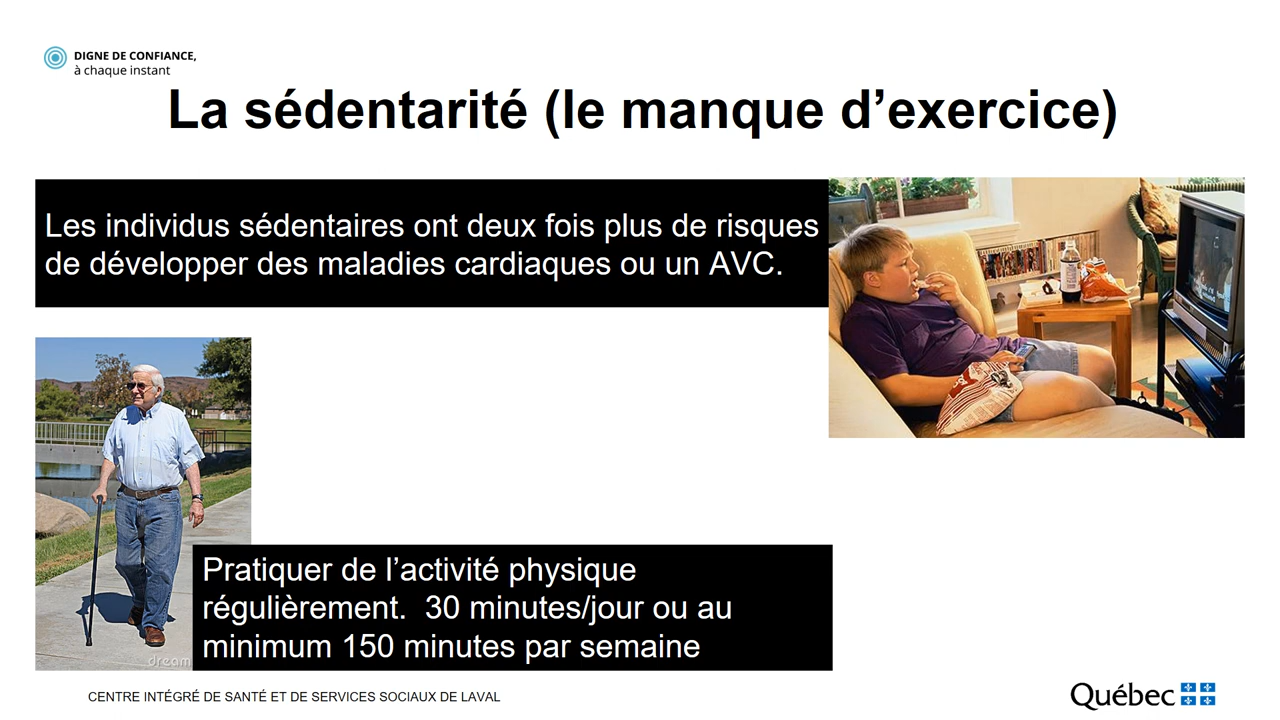 DIGNE DE CONFIANCE,
à chaque instant
La sédentarité (le manque d’exercice)
Les individus sédentaires ont deux fois plus de risques
de développer des maladies cardiaques ou un AVC.
Pratiquer de l’activité physique
régulièrement.  30 minutes/jour ou au
minimum 150 minutes par semaine
dream
CENTRE INTÉGRÉ DE SANTÉ ET DE SERVICES SOCIAUX DE LAVAL
Québec